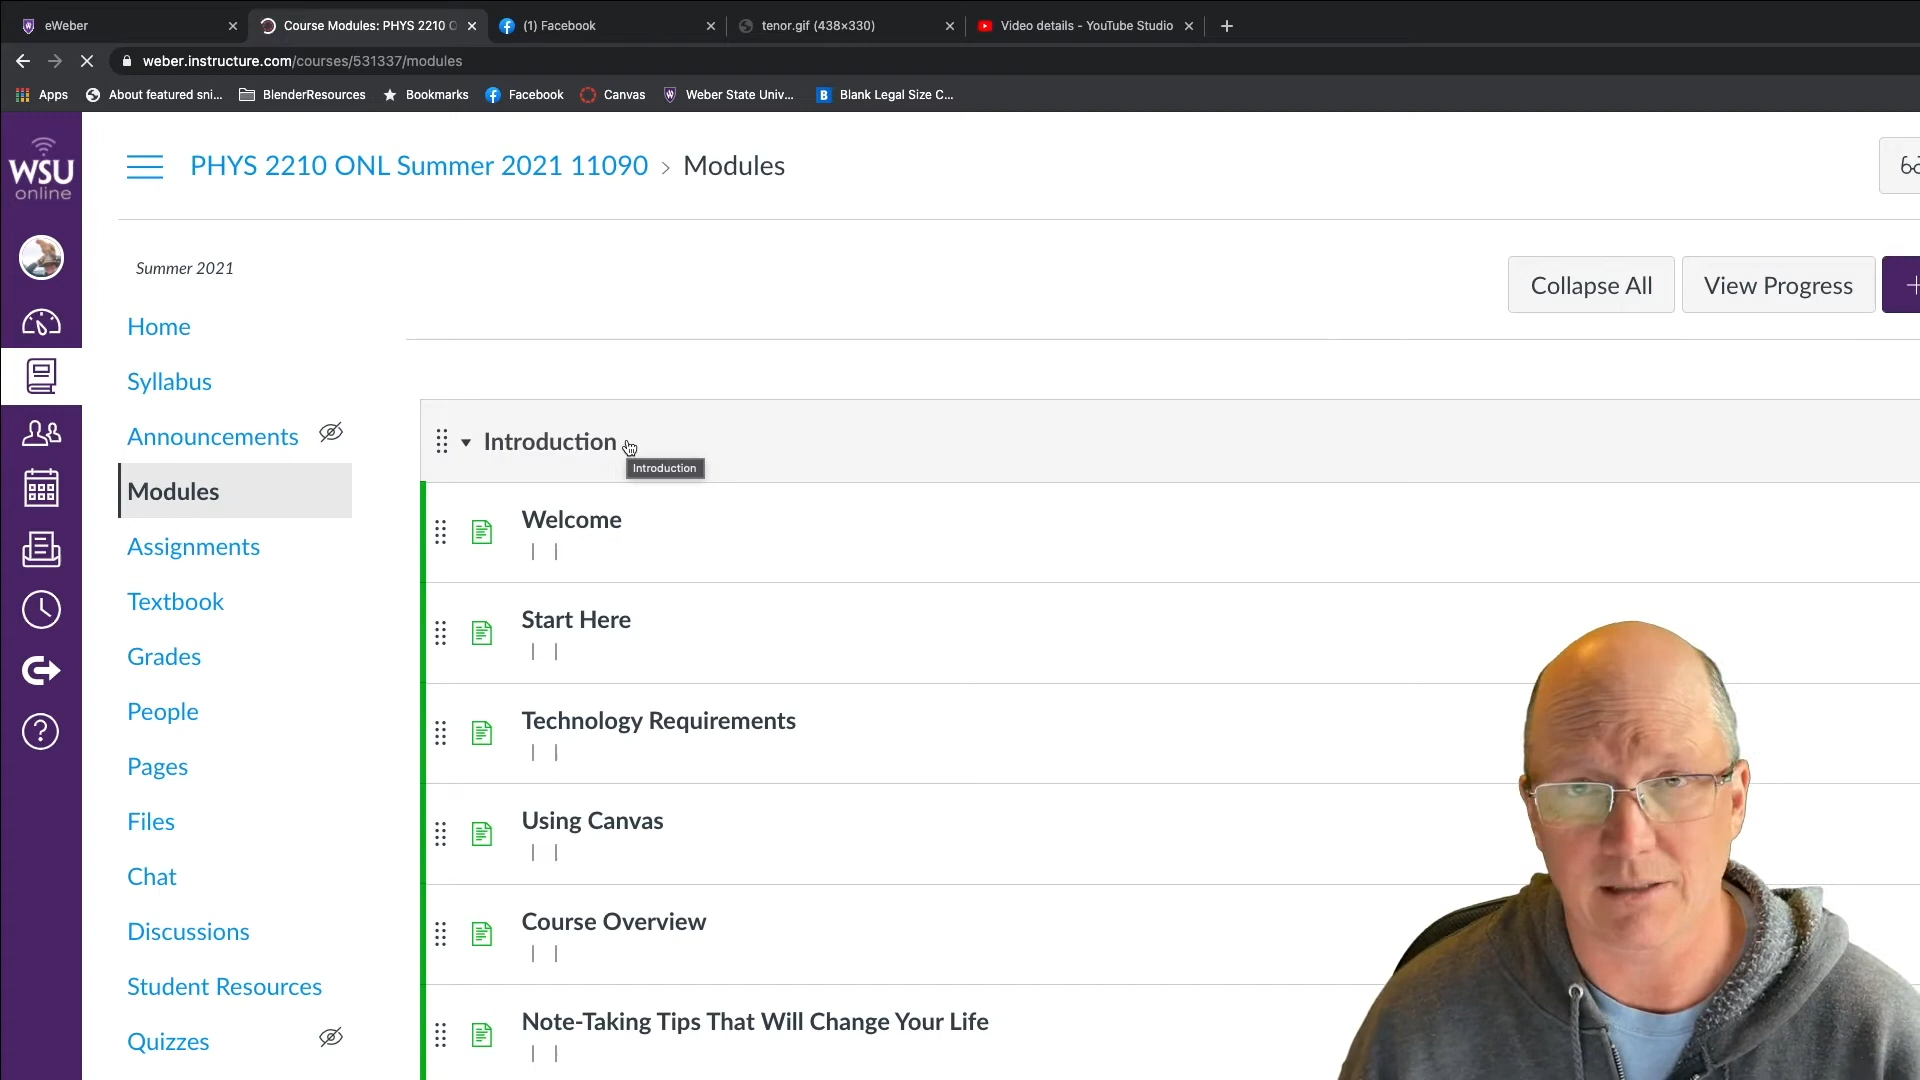 eWeber
Course Modules: PHYS 2210 O
(1) Facebook
tenor.gif (438×330)
Video details - YouTube Studio
weber.instructure.com/courses/531337/modules
Apps
About featured sni...
BlenderResources
Bookmarks
Facebook
Canvas
Weber State Univ...
B
Blank Legal Size C...
WSU
online
PHYS 2210 ONL Summer 2021 11090 > Modules
Summer 2021
Collapse All
View Progress
+
Home
Syllabus
Announcements
Modules
Assignments
Textbook
Grades
People
Pages
Files
Chat
Discussions
Student Resources
Quizzes
Introduction
Introduction
Welcome
| |
Start Here
| |
Technology Requirements
| |
Using Canvas
| |
Course Overview
| |
Note-Taking Tips That Will Change Your Life
| |